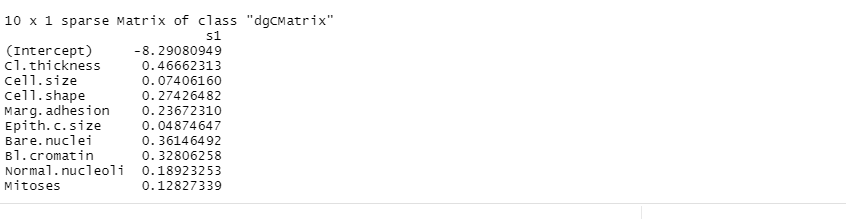 10 x 1 sparse Matrix of class "dgCMatrix"
s1
(Intercept) -8.29080949
Cl.thickness 0.46662313
Cell.size 0.07406160
Cell.shape 0.27426482
Marg.adhesion 0.23672310
Epith.c.size 0.04874647
Bare.nuclei 0.36146492
Bl.cromatin 0.32806258
Normal.nucleoli 0.18923253
Mitoses 0.12827339